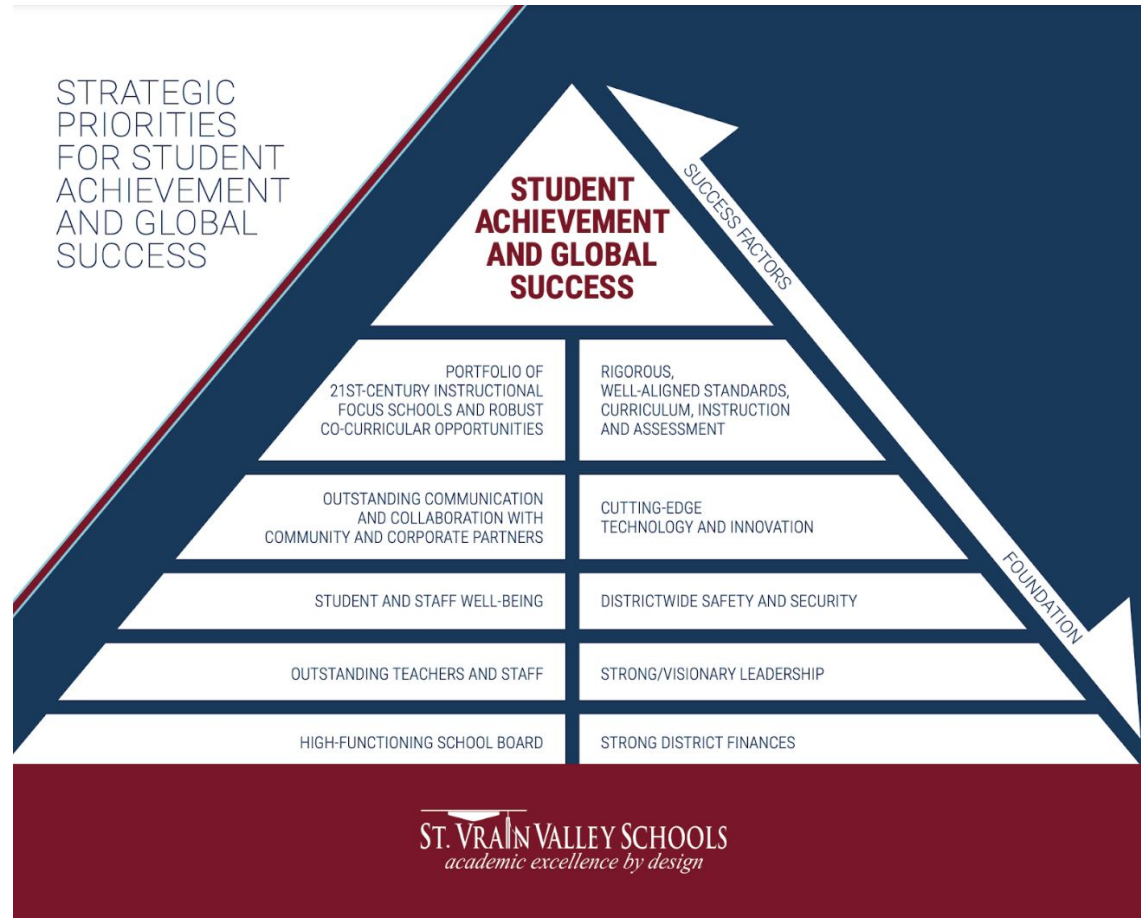 STRATEGIC
PRIORITIES
FOR STUDENT
ACHIEVEMENT
AND GLOBAL
SUCCESS
STUDENT
ACHIEVEMENT
AND GLOBAL
SUCCESS
SUCCESS FACTORS
FOUNDATION
PORTFOLIO OF
21ST-CENTURY INSTRUCTIONAL
FOCUS SCHOOLS AND ROBUST
CO-CURRICULAR OPPORTUNITIES
RIGOROUS,
WELL-ALIGNED STANDARDS,
CURRICULUM, INSTRUCTION
AND ASSESSMENT
OUTSTANDING COMMUNICATION
AND COLLABORATION WITH
COMMUNITY AND CORPORATE PARTNERS
CUTTING-EDGE
TECHNOLOGY AND INNOVATION
STUDENT AND STAFF WELL-BEING
DISTRICTWIDE SAFETY AND SECURITY
OUTSTANDING TEACHERS AND STAFF
STRONG/VISIONARY LEADERSHIP
HIGH-FUNCTIONING SCHOOL BOARD
STRONG DISTRICT FINANCES
ST. VRAIN VALLEY SCHOOLS
academic excellence by design